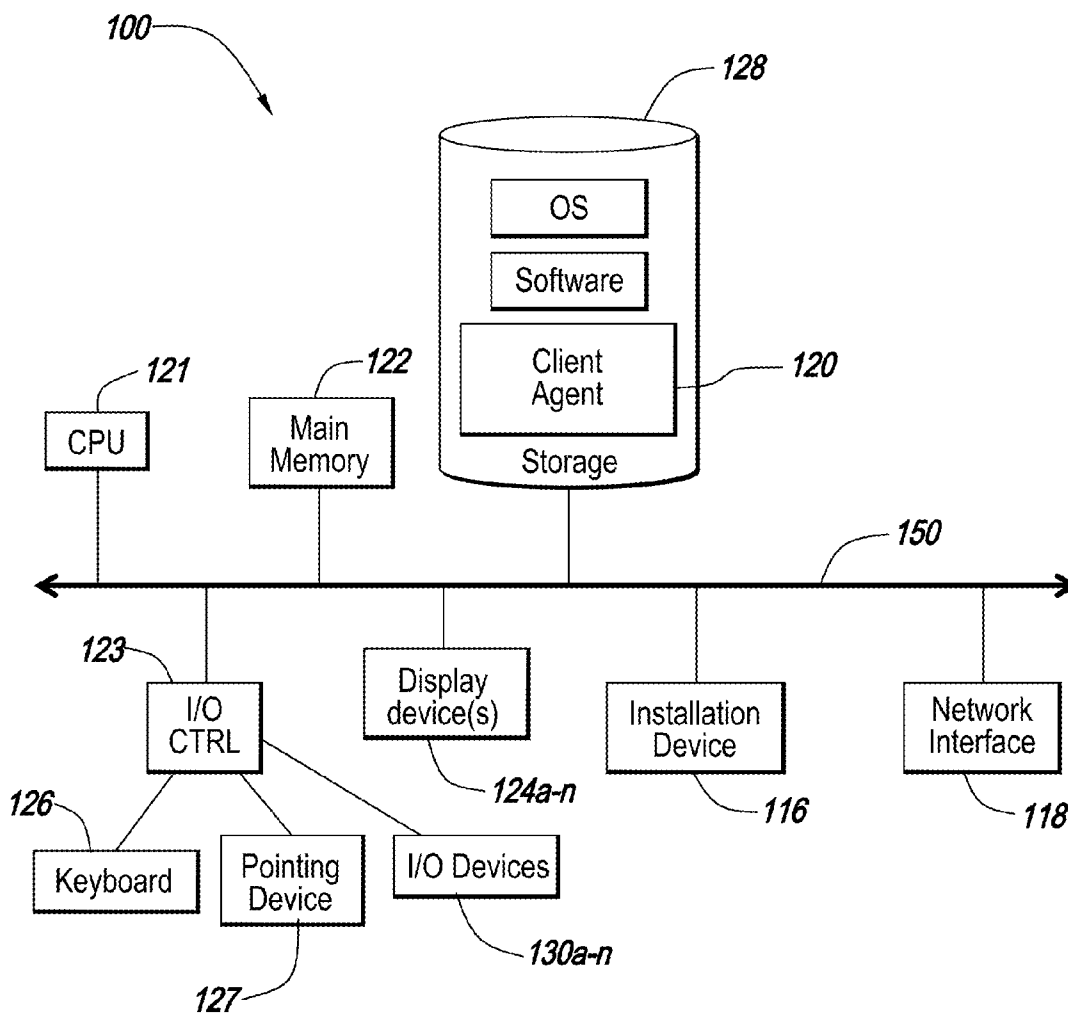 100
128
OS
Software
Client
Agent
120
Storage
121
CPU
122
Main
Memory
150
123
I/O
CTRL
Display
device(s)
124a-n
Installation
Device
116
Network
Interface
118
126
Keyboard
Pointing
Device
127
I/O Devices
130a-n